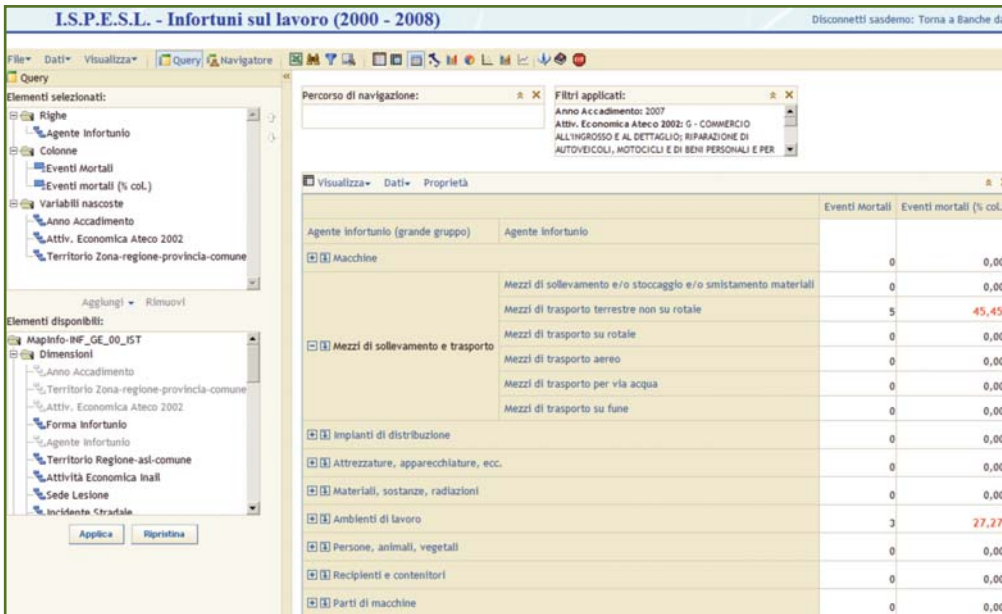 I.S.P.E.S.L. - Infortuni sul lavoro (2000 - 2008)
Disconnetti sasdemo: Torna a Banche da
File Dati Visualizza Query Navigatore
Query
Elementi selezionati:
Righe
Agente Infortunio
Colonne
Eventi Mortali
Eventi mortali (% col.)
Variabili nascoste
Anno Accadimento
Attiv. Economica Ateco 2002
Territorio Zona-regione-provincia-comune
Aggiungi Rimuovi
Elementi disponibili:
MapInfo-INF_GE_00_IST
Dimensioni
Anno Accadimento
Territorio Zona-regione-provincia-comune
Attiv. Economica Ateco 2002
Forma Infortunio
Agente Infortunio
Territorio Regione-asl-comune
Attività Economica Inail
Sede Lesione
Incidente Stradale
Applica Ripristina
Percorso di navigazione:
Filtri applicati:
Anno Accadimento: 2007
Attiv. Economica Ateco 2002: G - COMMERCIO
ALL'INGROSSO E AL DETTAGLIO; RIPARAZIONE DI
AUTOVEICOLI, MOTOCICLI E DI BENI PERSONALI E PER
Visualizza Dati Proprietà
Eventi Mortali Eventi mortali (% col.
Agente infortunio (grande gruppo) Agente infortunio
Macchine 0 0,00
Mezzi di sollevamento e trasporto
Mezzi di sollevamento e/o stoccaggio e/o smistamento materiali 0 0,00
Mezzi di trasporto terrestre non su rotaie 5 45,45
Mezzi di trasporto su rotaie 0 0,00
Mezzi di trasporto aereo 0 0,00
Mezzi di trasporto per via acqua 0 0,00
Mezzi di trasporto su fune 0 0,00
Impianti di distribuzione 0 0,00
Attrezzature, apparecchiature, ecc. 0 0,00
Materiali, sostanze, radiazioni 0 0,00
Ambienti di lavoro 3 27,27
Persone, animali, vegetali 0 0,00
Recipienti e contenitori 0 0,00
Parti di macchine 0 0,00